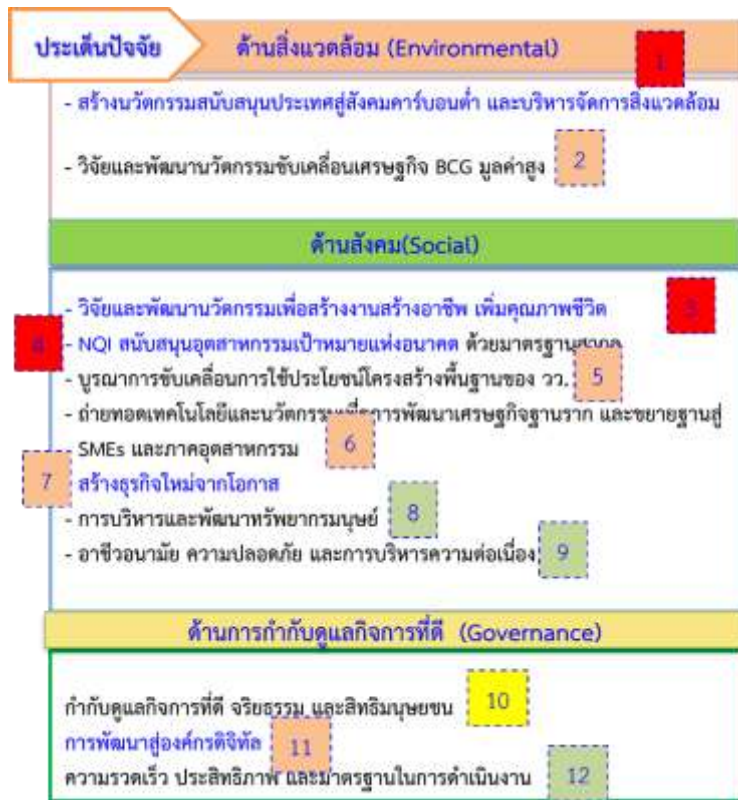 ประเด็นปัจจัย ด้านสิ่งแวดล้อม (Environmental) 1
- สร้างนวัตกรรมสนับสนุนประเทศสู่สังคมคาร์บอนต่ำ และบริหารจัดการสิ่งแวดล้อม
- วิจัยและพัฒนานวัตกรรมขับเคลื่อนเศรษฐกิจ BCG มูลค่าสูง 2
ด้านสังคม(Social)
- วิจัยและพัฒนานวัตกรรมเพื่อสร้างงานสร้างอาชีพ เพิ่มคุณภาพชีวิต 3
4 - NQI สนับสนุนอุตสาหกรรมเป้าหมายแห่งอนาคต ด้วยมาตรฐานสากล
- บูรณาการขับเคลื่อนการใช้ประโยชน์โครงสร้างพื้นฐานของ วว. 5
- ถ่ายทอดเทคโนโลยีและนวัตกรรมเพื่อการพัฒนาเศรษฐกิจฐานราก และขยายฐานสู่
SMEs และภาคอุตสาหกรรม 6
7 สร้างธุรกิจใหม่จากโอกาส
- การบริหารและพัฒนาทรัพยากรมนุษย์ 8
- อาชีวอนามัย ความปลอดภัย และการบริหารความต่อเนื่อง 9
ด้านการกำกับดูแลกิจการที่ดี (Governance)
กำกับดูแลกิจการที่ดี จริยธรรม และสิทธิมนุษยชน 10
การพัฒนาสู่องค์กรดิจิทัล 11
ความรวดเร็ว ประสิทธิภาพ และมาตรฐานในการดำเนินงาน 12